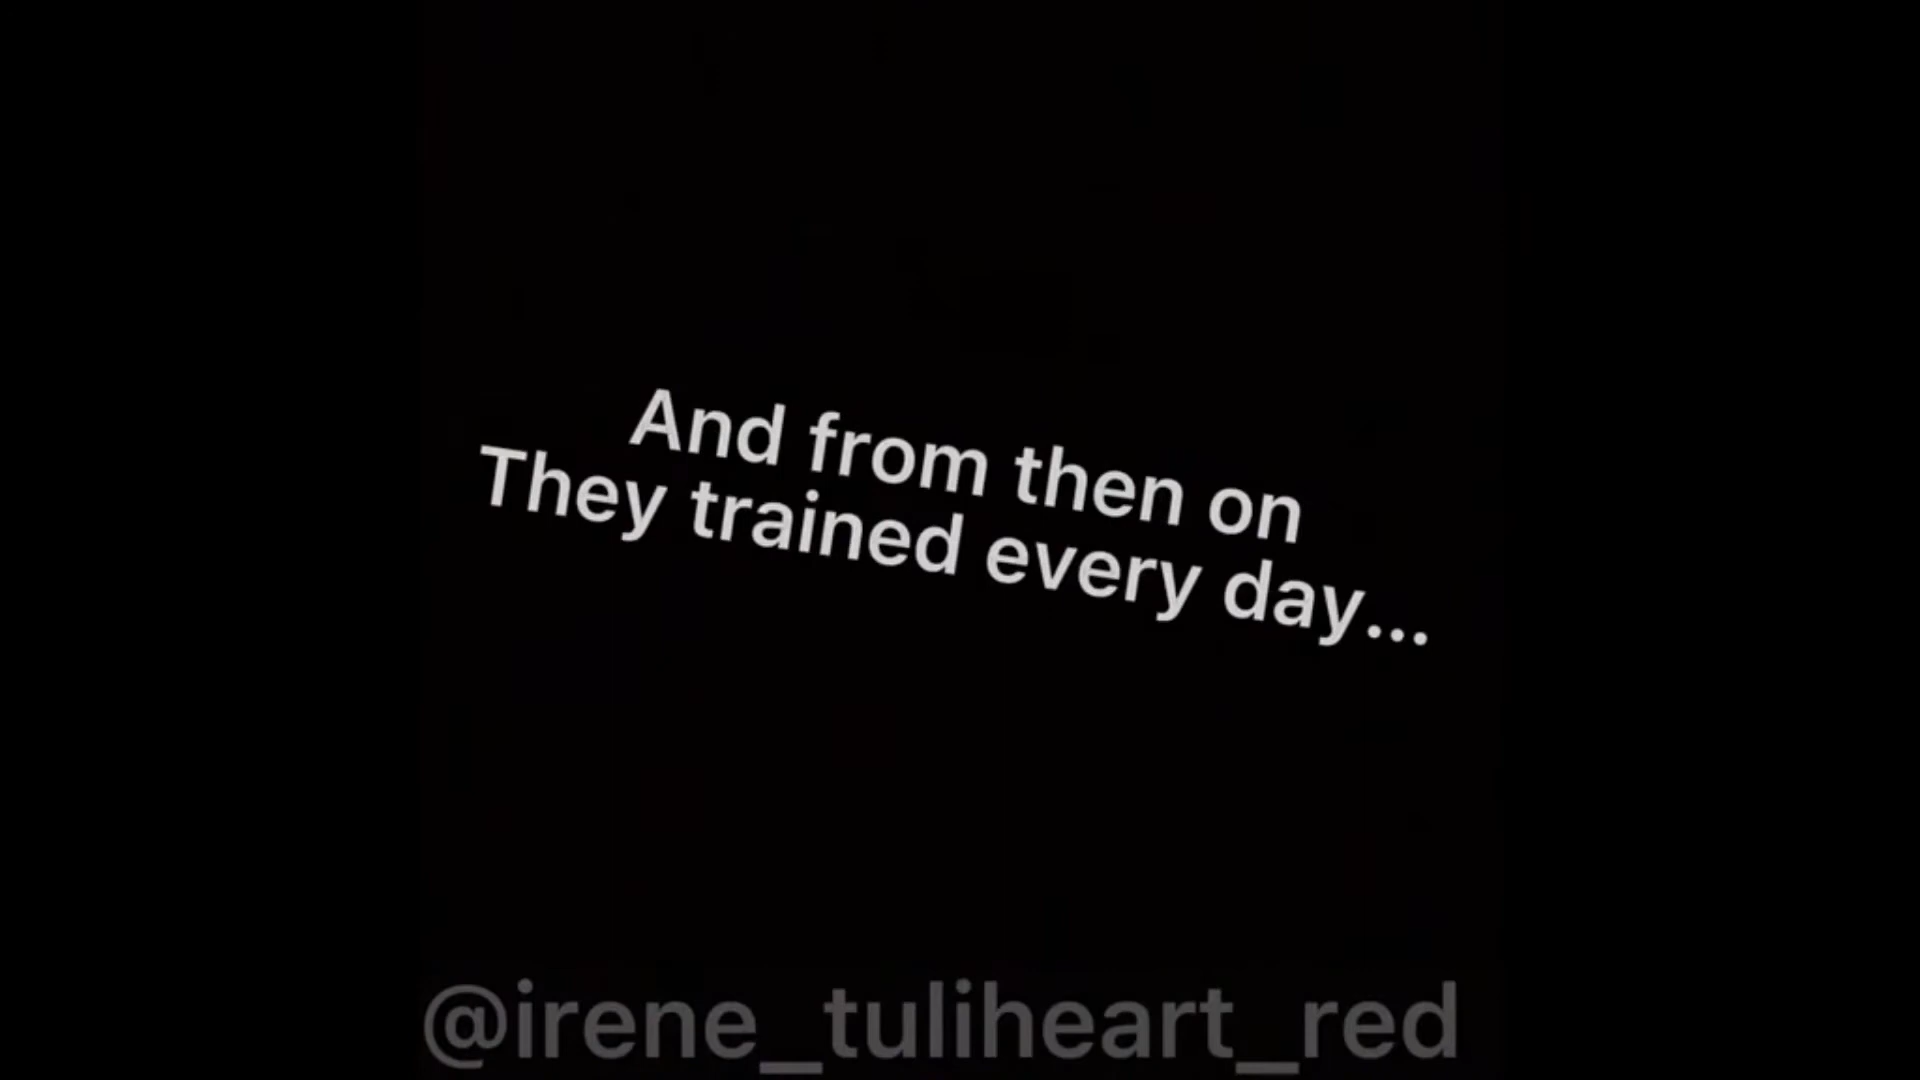 And from then on
They trained every day...
@irene_tuliheart_red